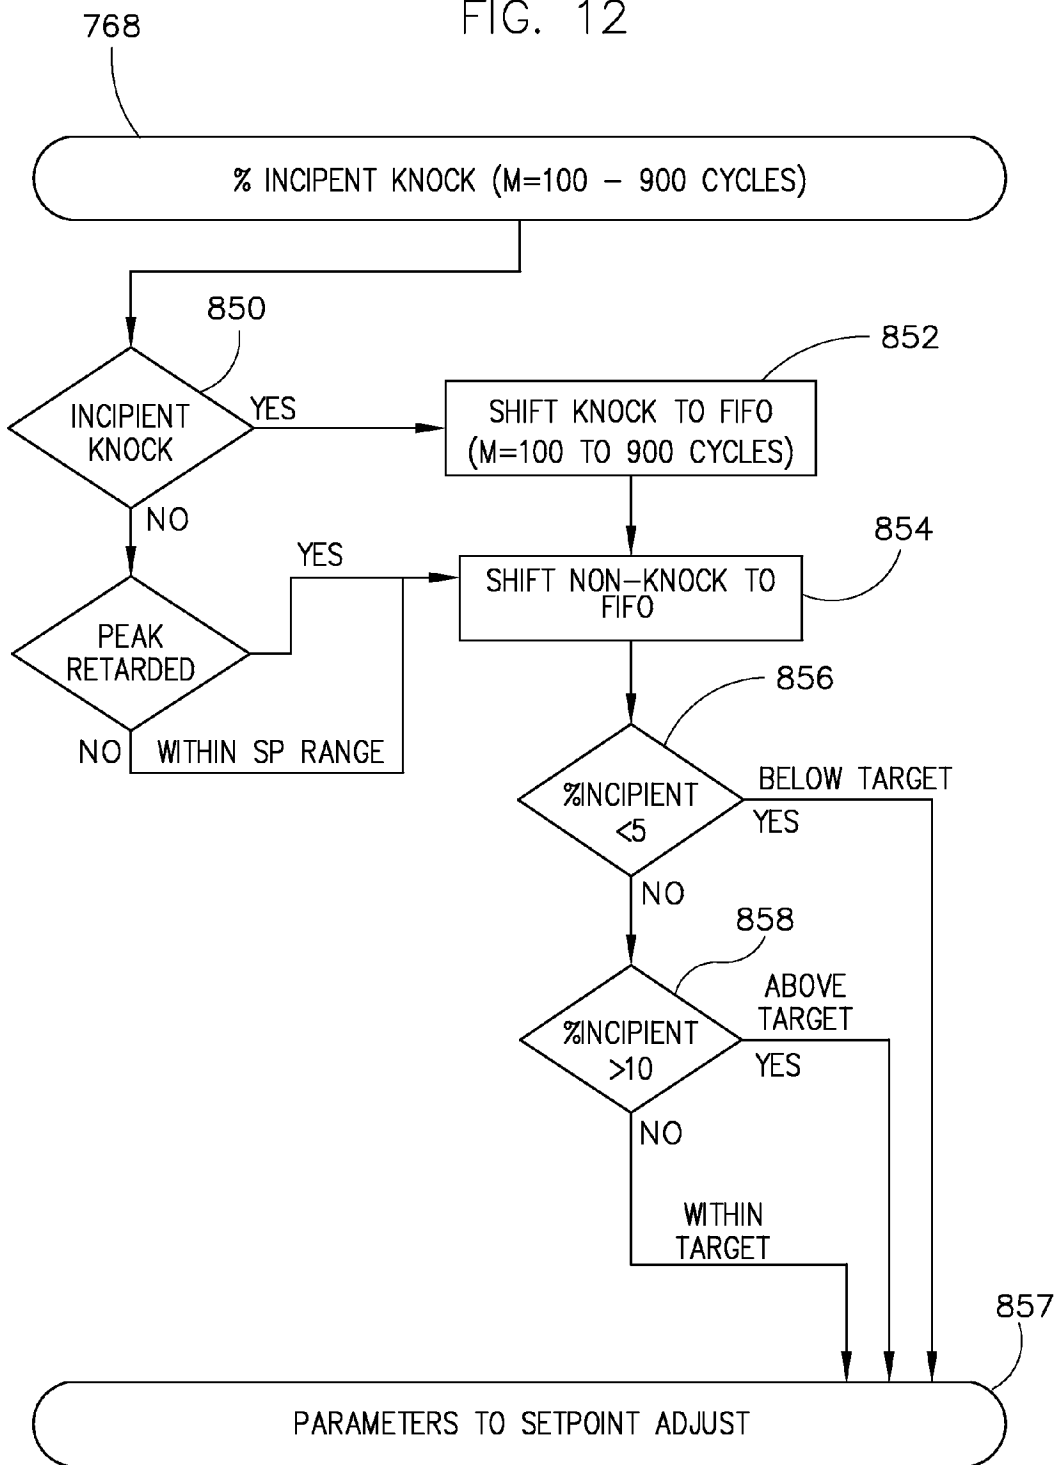 FIG. 12
768
% INCIPENT KNOCK (M=100 - 900 CYCLES)
850
INCIPIENT
KNOCK
YES
NO
852
SHIFT KNOCK TO FIFO
(M=100 TO 900 CYCLES)
854
SHIFT NON-KNOCK TO
FIFO
YES
PEAK
RETARDED
NO
WITHIN SP RANGE
856
%INCIPIENT
<5
BELOW TARGET
YES
NO
858
%INCIPIENT
>10
ABOVE
TARGET
YES
NO
WITHIN
TARGET
857
PARAMETERS TO SETPOINT ADJUST